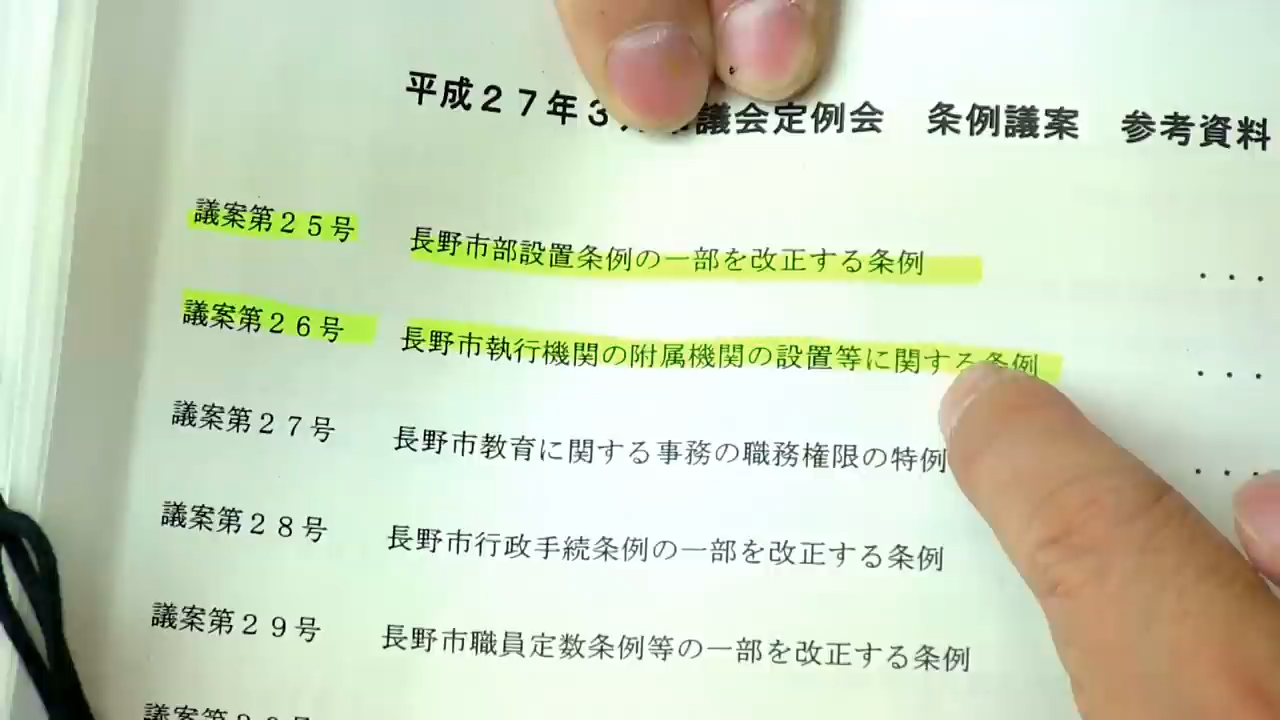 平成27年3 議会定例会 条例議案 参考資料
議案第25号 長野市部設置条例の一部を改正する条例 ・・・
議案第26号 長野市執行機関の附属機関の設置等に関する条例 ・・・
議案第27号 長野市教育に関する事務の職務権限の特例 ・・・
議案第28号 長野市行政手続条例の一部を改正する条例
議案第29号 長野市職員定数条例等の一部を改正する条例